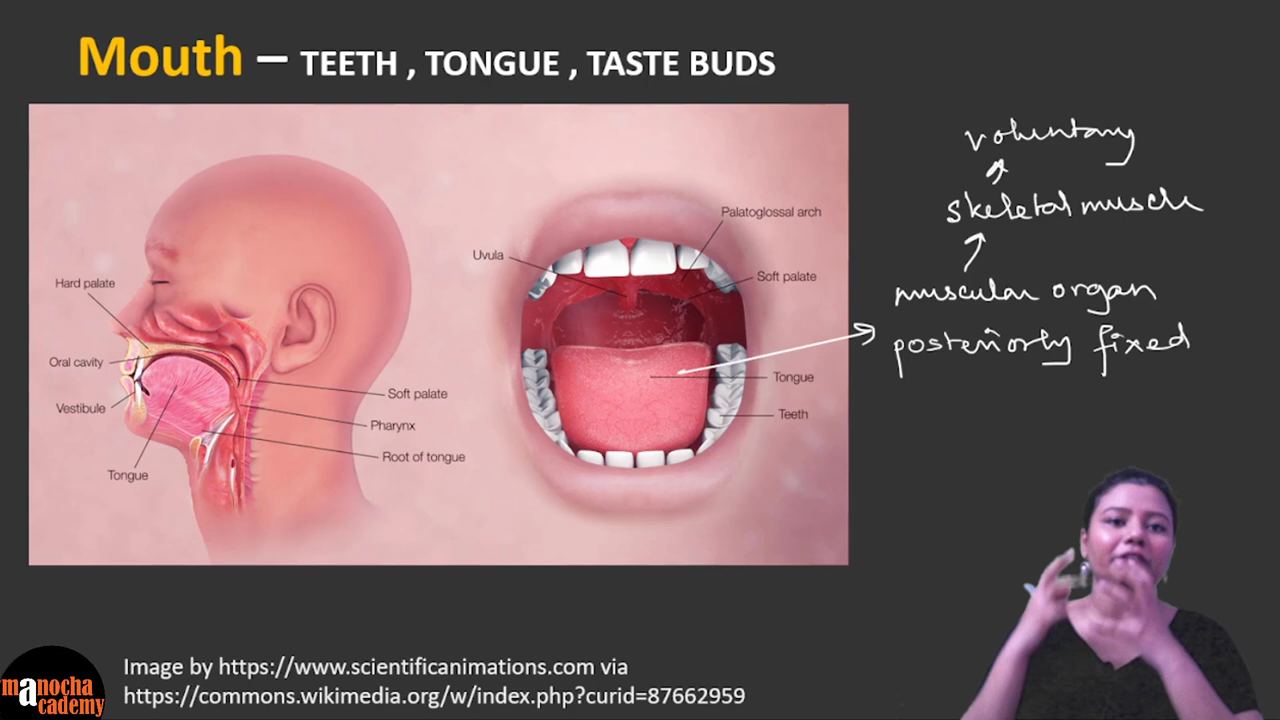 Mouth – TEETH , TONGUE , TASTE BUDS
Hard palate
Oral cavity
Vestibule
Tongue
Soft palate
Pharynx
Root of tongue
Palatoglossal arch
Uvula
Soft palate
Tongue
Teeth
voluntary
skeletal muscle
muscular organ
posteriorly fixed
Image by https://www.scientificanimations.com via
https://commons.wikimedia.org/w/index.php?curid=87662959
manocha
academy